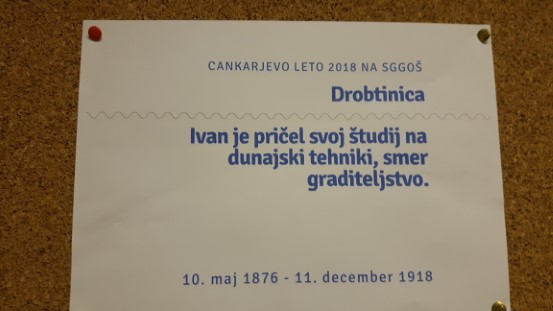 CANKARJEVO LETO 2018 NA SGGOŠ
Drobtinica
Ivan je pričel svoj študij na
dunajski tehniki, smer
graditeljstvo.
10. maj 1876 - 11. december 1918